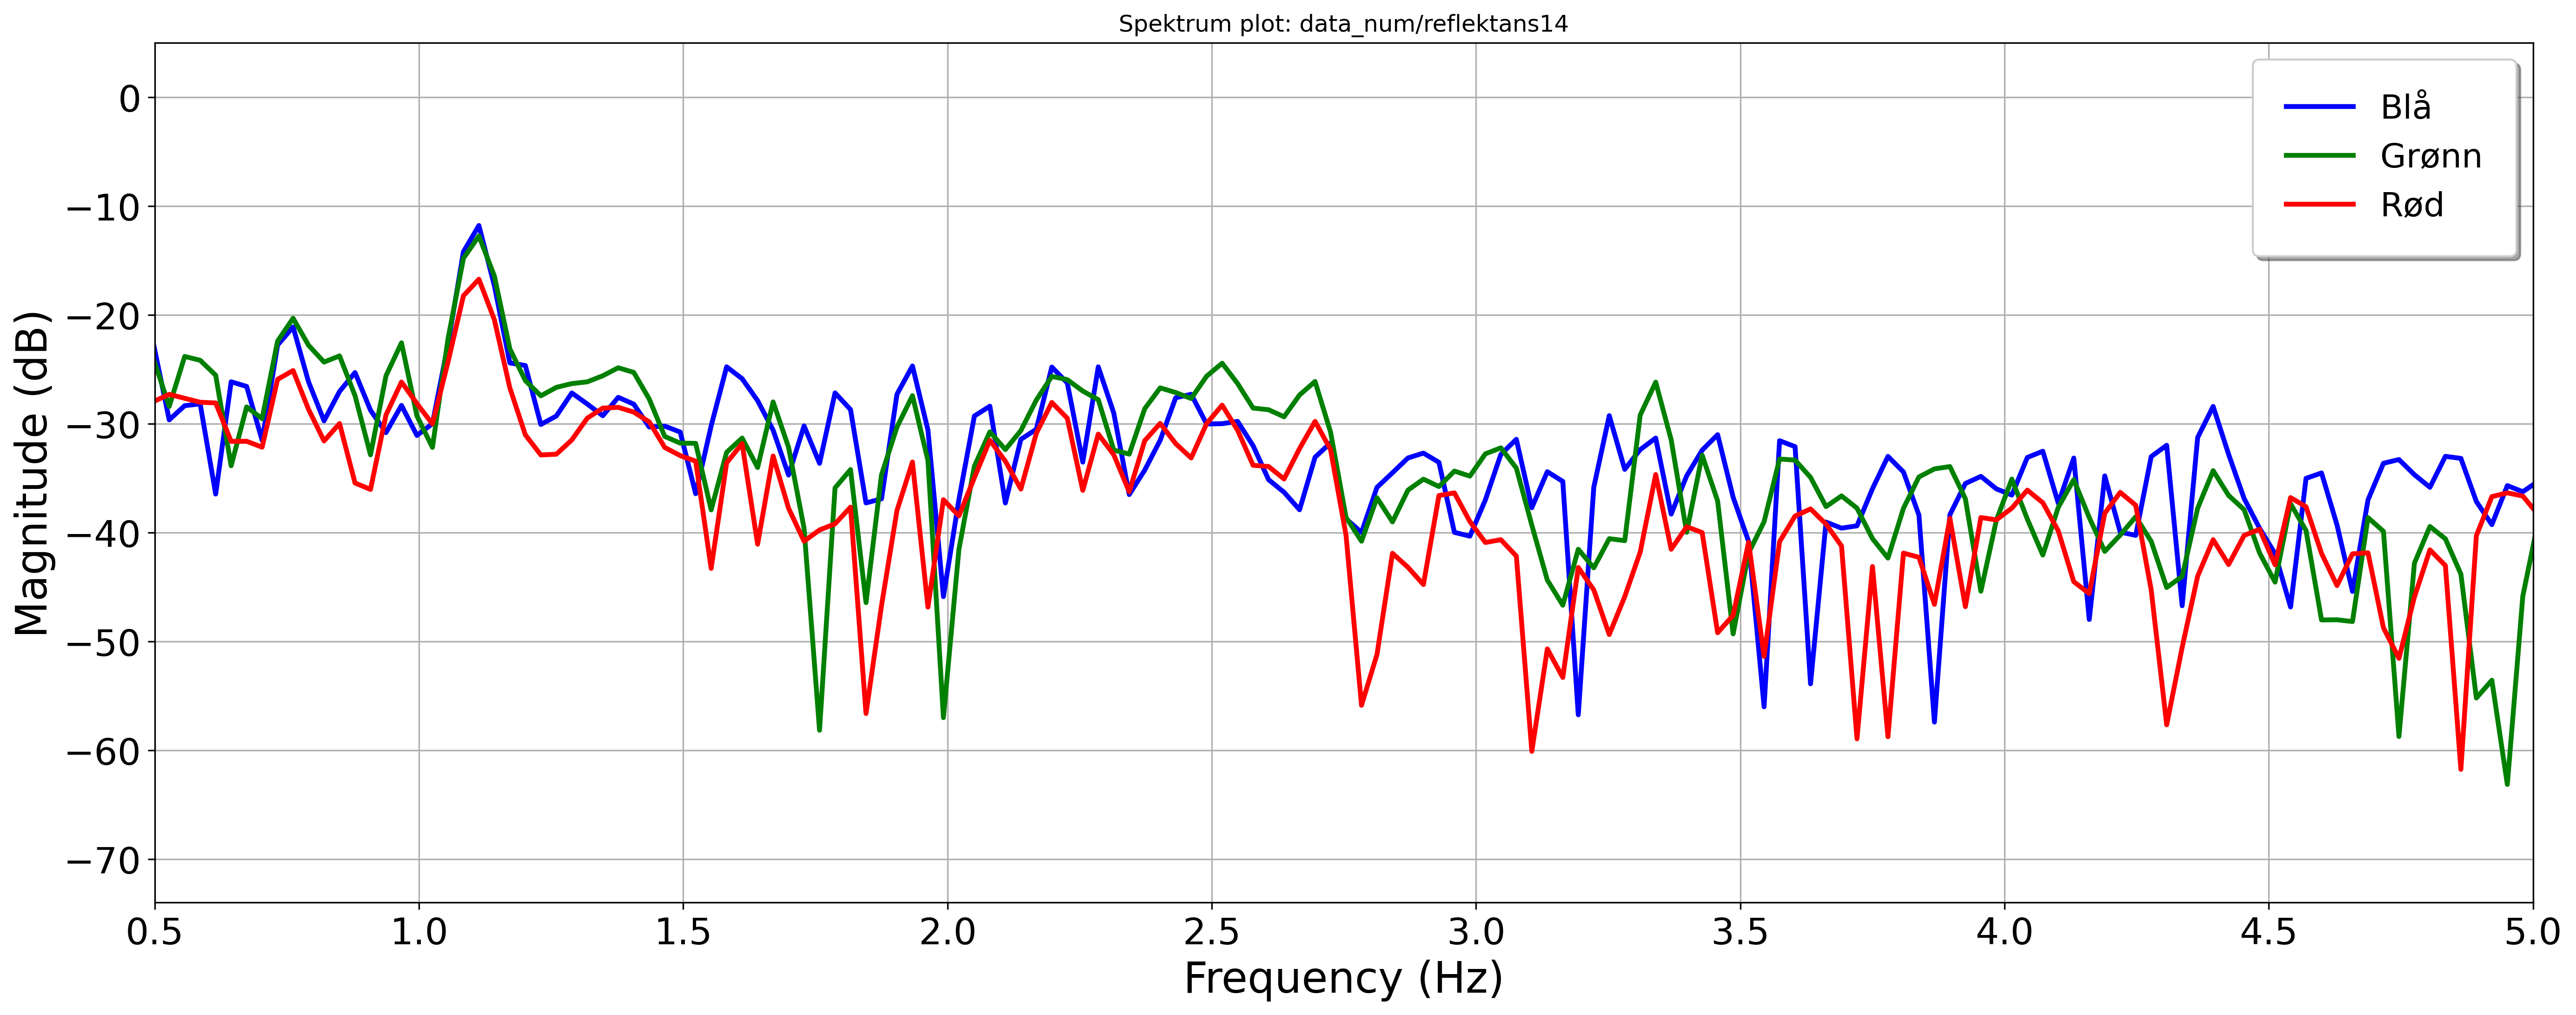 Spektrum plot: data_num/reflektans14
Magnitude (dB)
0
−10
−20
−30
−40
−50
−60
−70
Blå
Grønn
Rød
0.5 1.0 1.5 2.0 2.5 3.0 3.5 4.0 4.5 5.0
Frequency (Hz)